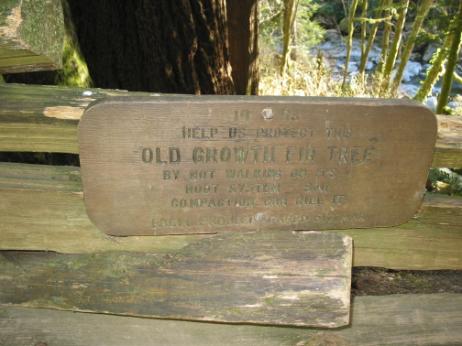 HELP US PROTECT THIS
OLD GROWTH FIR TREE
BY NOT WALKING ON ITS
ROOT SYSTEM SOIL
COMPACTION CAN KILL IT